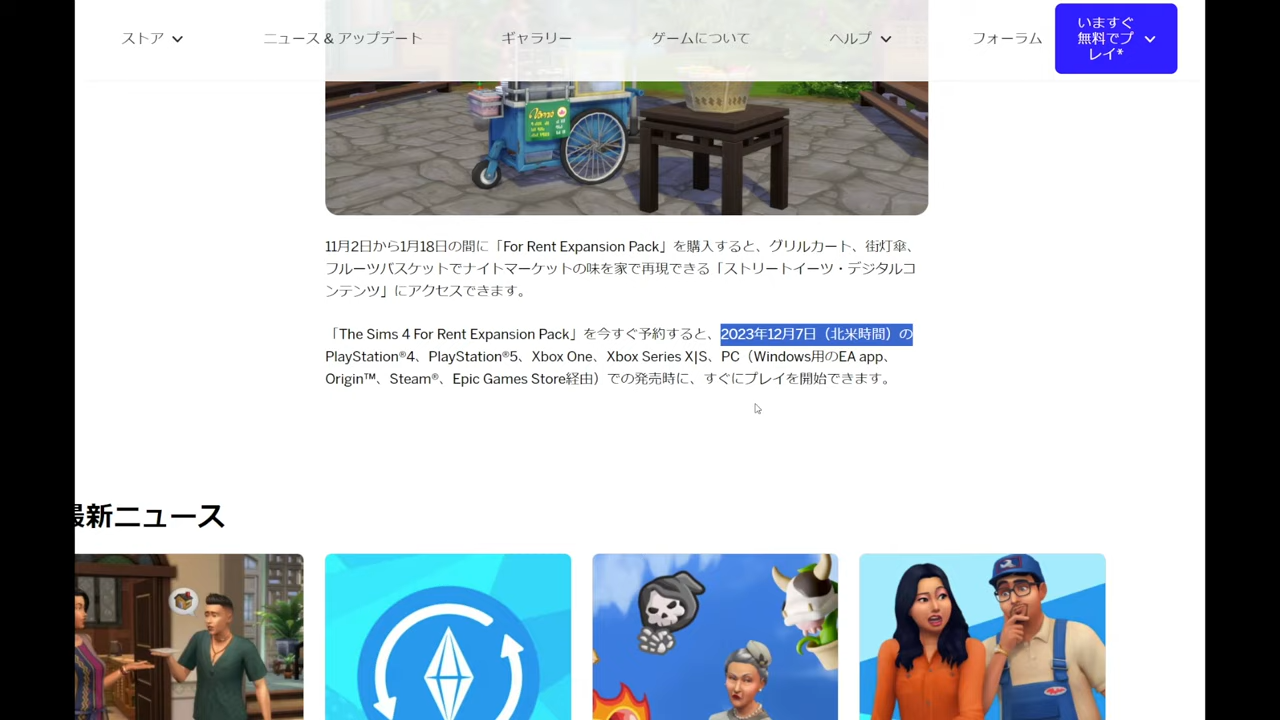 ストア
ニュース & アップデート
ギャラリー
ゲームについて
ヘルプ
フォーラム
いますぐ
無料でプ
レイ*
11月2日から1月18日の間に「For Rent Expansion Pack」を購入すると、グリルカート、街灯傘、
フルーツバスケットでナイトマーケットの味を家で再現できる「ストリートイーツ・デジタルコ
ンテンツ」にアクセスできます。
「The Sims 4 For Rent Expansion Pack」を今すぐ予約すると、2023年12月7日（北米時間）の
PlayStation®4、PlayStation®5、Xbox One、Xbox Series X|S、PC（Windows用のEA app、
Origin™、Steam®、Epic Games Store経由）での発売時に、すぐにプレイを開始できます。
最新ニュース